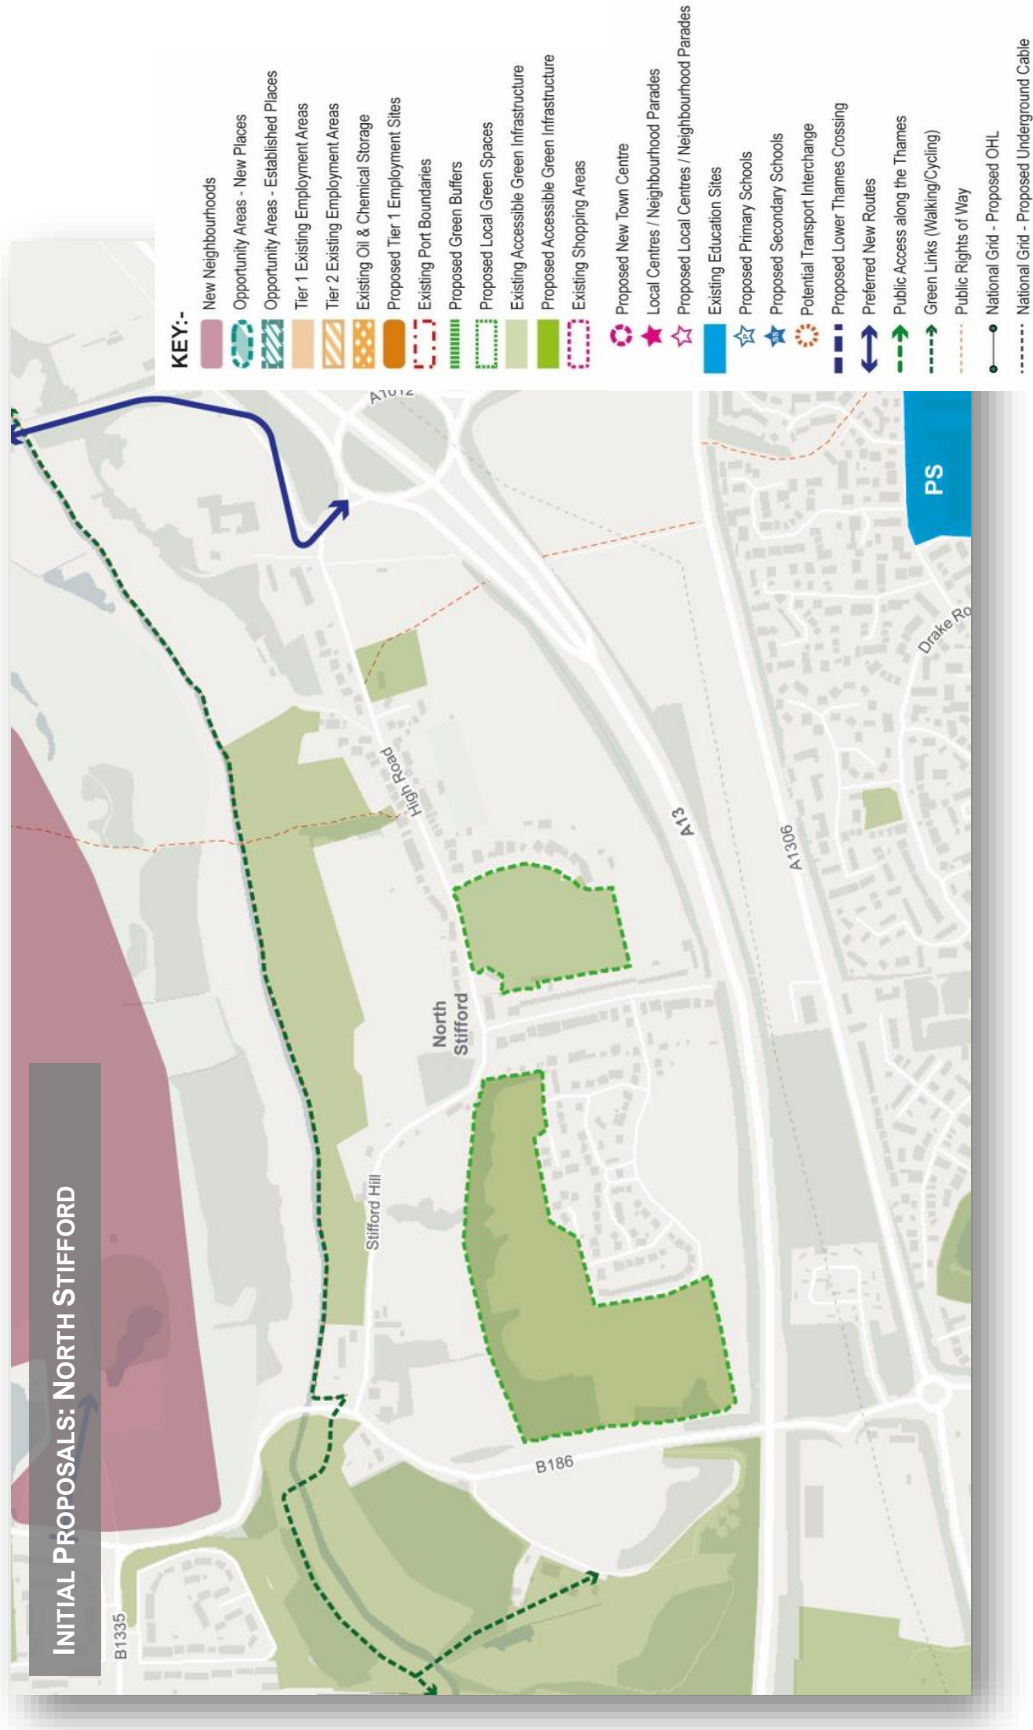 INITIAL PROPOSALS: NORTH STIFFORD
KEY:-
New Neighbourhoods
Opportunity Areas - New Places
Opportunity Areas - Established Places
Tier 1 Existing Employment Areas
Tier 2 Existing Employment Areas
Existing Oil & Chemical Storage
Proposed Tier 1 Employment Sites
Existing Port Boundaries
Proposed Green Buffers
Proposed Local Green Spaces
Existing Accessible Green Infrastructure
Proposed Accessible Green Infrastructure
Existing Shopping Areas
Proposed New Town Centre
Local Centres / Neighbourhood Parades
Proposed Local Centres / Neighbourhood Parades
Existing Education Sites
Proposed Primary Schools
Proposed Secondary Schools
Potential Transport Interchange
Proposed Lower Thames Crossing
Preferred New Routes
Public Access along the Thames
Green Links (Walking/Cycling)
Public Rights of Way
National Grid - Proposed OHL
National Grid - Proposed Underground Cable
B1335
Stifford Hill
North
Stifford
High Road
A1012
B186
A13
A1306
Drake Ro
PS